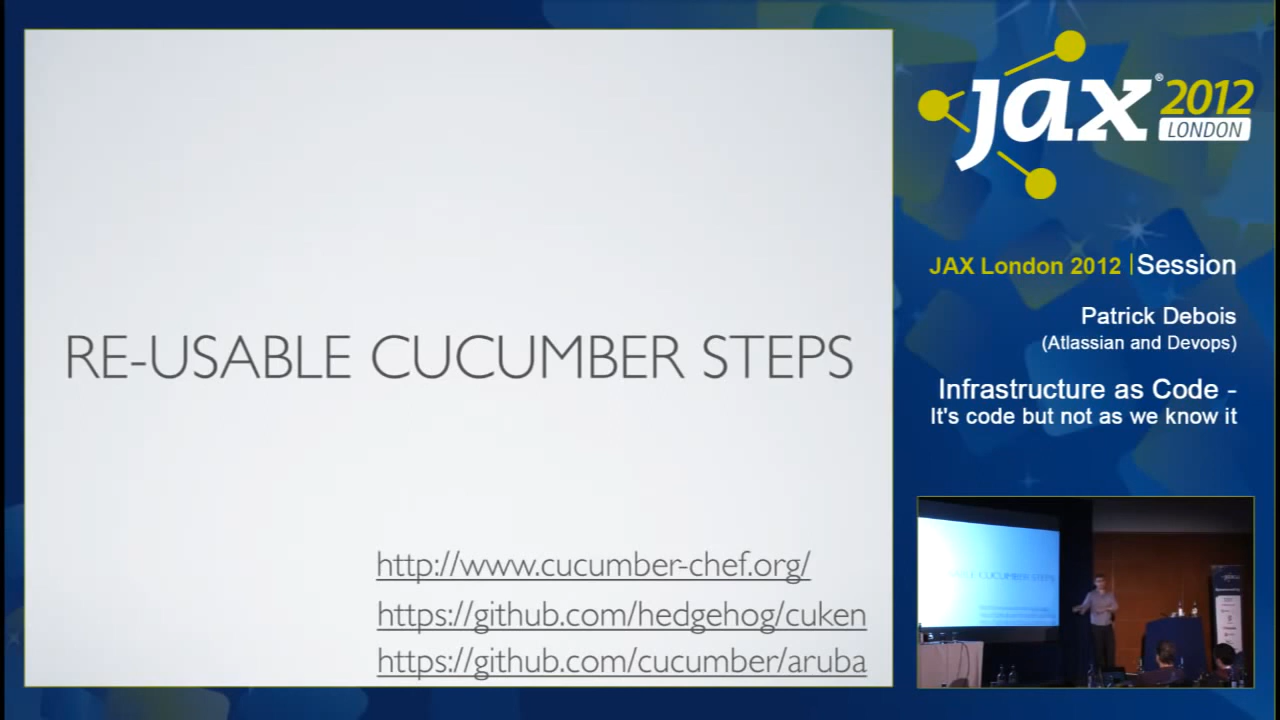 RE-USABLE CUCUMBER STEPS
http://www.cucumber-chef.org/
https://github.com/hedgehog/cuken
https://github.com/cucumber/aruba
jax® 2012
LONDON
JAX London 2012 | Session
Patrick Debois
(Atlassian and Devops)
Infrastructure as Code -
It's code but not as we know it
CUCUMBER STEPS